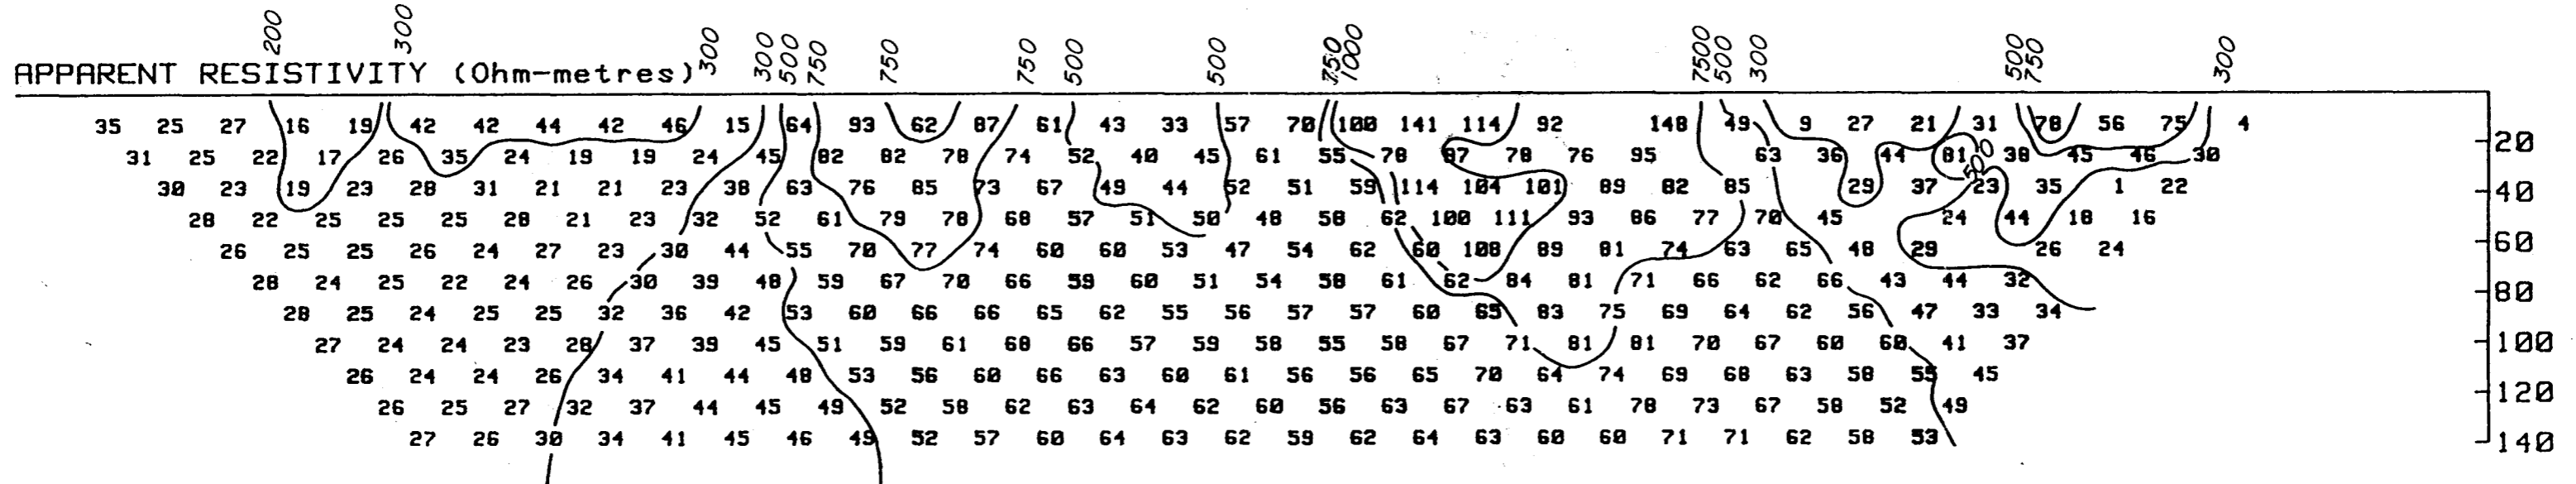 200 300 300 300 500 750 750 750 500 500 750 1000 7500 500 300 500 750 300
APPARENT RESISTIVITY (Ohm-metres)
35 25 27 16 19 42 42 44 42 46 15 64 93 62 87 61 43 33 57 70 100 141 114 92 148 49 9 27 21 31 78 56 75 4
20
31 25 22 17 26 35 24 19 19 24 45 82 82 78 74 52 40 45 61 55 78 97 78 76 95 63 36 44 81 500 38 45 46 30
30 23 19 23 28 31 21 21 23 38 63 76 85 73 67 49 44 52 51 59 114 104 101 89 82 85 29 37 23 35 1 22
40
28 22 25 25 25 28 21 23 32 52 61 79 78 68 57 51 50 48 58 62 100 111 93 86 77 70 45 24 44 18 16
60
26 25 25 26 24 27 23 30 44 55 70 77 74 60 60 53 47 54 62 60 108 89 81 74 63 65 48 29 26 24
28 24 25 22 24 26 30 39 48 59 67 70 66 59 60 51 54 58 61 62 84 81 71 66 62 66 43 44 32
80
28 25 24 25 25 32 36 42 53 60 66 66 65 62 55 56 57 57 60 65 83 75 69 64 62 56 47 33 34
27 24 24 23 28 37 39 45 51 59 61 68 66 57 59 58 55 58 67 71 81 81 70 67 60 60 41 37
100
26 24 24 26 34 41 44 48 53 56 60 66 63 60 61 56 56 65 70 64 74 69 68 63 58 55 45
120
26 25 27 32 37 44 45 49 52 58 62 63 64 62 60 56 63 67 63 61 78 73 67 58 52 49
27 26 30 34 41 45 46 49 52 57 60 64 63 62 59 62 64 63 60 60 71 71 62 58 53
140